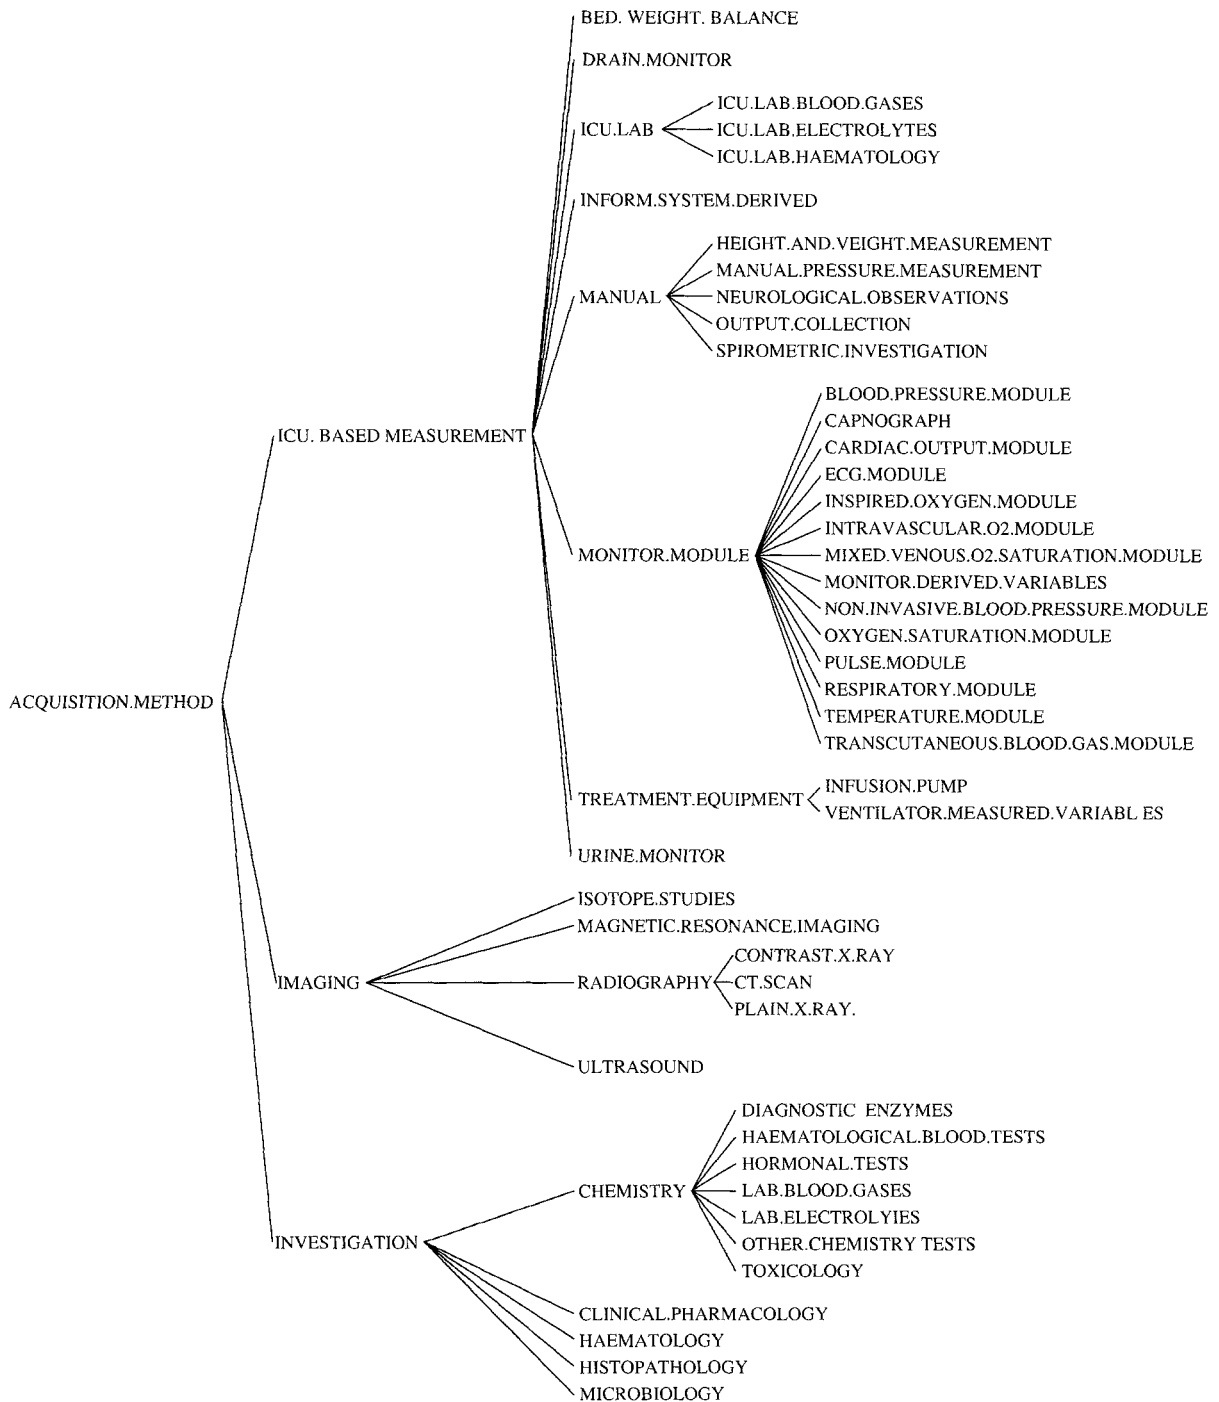 BED. WEIGHT. BALANCE
DRAIN.MONITOR
ICU.LAB.BLOOD.GASES
ICU.LAB
ICU.LAB.ELECTROLYTES
ICU.LAB.HAEMATOLOGY
INFORM.SYSTEM.DERIVED
HEIGHT.AND.VEIGHT.MEASUREMENT
MANUAL.PRESSURE.MEASUREMENT
MANUAL
NEUROLOGICAL.OBSERVATIONS
OUTPUT.COLLECTION
SPIROMETRIC.INVESTIGATION
BLOOD.PRESSURE.MODULE
CAPNOGRAPH
ICU. BASED MEASUREMENT
CARDIAC.OUTPUT.MODULE
ECG.MODULE
INSPIRED.OXYGEN.MODULE
INTRAVASCULAR.O2.MODULE
MONITOR.MODULE
MIXED.VENOUS.O2.SATURATION.MODULE
MONITOR.DERIVED.VARIABLES
NON.INVASIVE.BLOOD.PRESSURE.MODULE
OXYGEN.SATURATION.MODULE
PULSE.MODULE
RESPIRATORY.MODULE
ACQUISITION.METHOD
TEMPERATURE.MODULE
TRANSCUTANEOUS.BLOOD.GAS.MODULE
INFUSION.PUMP
TREATMENT.EQUIPMENT
VENTILATOR.MEASURED.VARIABL ES
URINE.MONITOR
ISOTOPE.STUDIES
MAGNETIC.RESONANCE.IMAGING
CONTRAST.X.RAY
IMAGING
RADIOGRAPHY
CT.SCAN
PLAIN.X.RAY.
ULTRASOUND
DIAGNOSTIC ENZYMES
HAEMATOLOGICAL.BLOOD.TESTS
HORMONAL.TESTS
CHEMISTRY
LAB.BLOOD.GASES
LAB.ELECTROLYIES
INVESTIGATION
OTHER.CHEMISTRY TESTS
TOXICOLOGY
CLINICAL.PHARMACOLOGY
HAEMATOLOGY
HISTOPATHOLOGY
MICROBIOLOGY